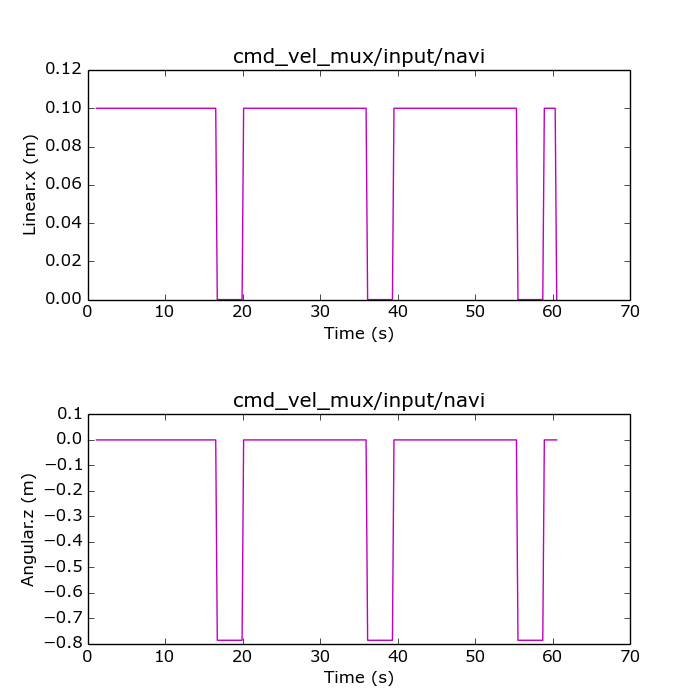 cmd_vel_mux/input/navi
0.12
0.10
0.08
0.06
0.04
0.02
0.00
Linear.x (m)
0 10 20 30 40 50 60 70
Time (s)
cmd_vel_mux/input/navi
0.1
0.0
−0.1
−0.2
−0.3
−0.4
−0.5
−0.6
−0.7
−0.8
Angular.z (m)
0 10 20 30 40 50 60 70
Time (s)